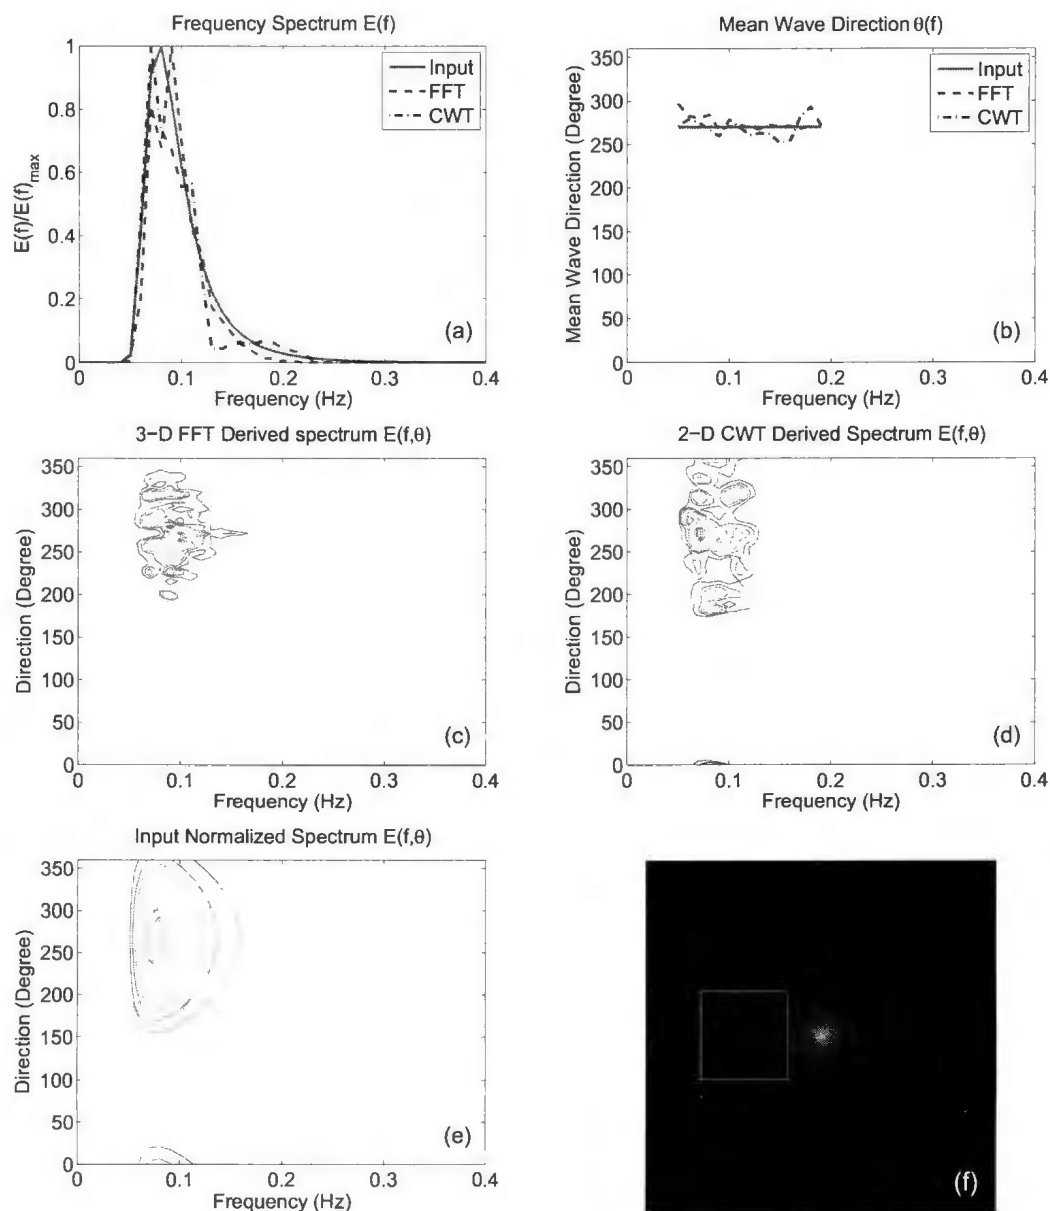 Frequency Spectrum E(f)
1
0.8
0.6
0.4
0.2
0
E(f)/E(f)max
Input
FFT
CWT
(a)
0
0.1
0.2
0.3
0.4
Frequency (Hz)
Mean Wave Direction θ(f)
350
300
250
200
150
100
50
0
Mean Wave Direction (Degree)
Input
FFT
CWT
(b)
0
0.1
0.2
0.3
0.4
Frequency (Hz)
3-D FFT Derived spectrum E(f,θ)
350
300
250
200
150
100
50
0
Direction (Degree)
(c)
0
0.1
0.2
0.3
0.4
Frequency (Hz)
2-D CWT Derived Spectrum E(f,θ)
350
300
250
200
150
100
50
0
Direction (Degree)
(d)
0
0.1
0.2
0.3
0.4
Frequency (Hz)
Input Normalized Spectrum E(f,θ)
350
300
250
200
150
100
50
0
Direction (Degree)
(e)
0
0.1
0.2
0.3
0.4
Frequency (Hz)
(f)